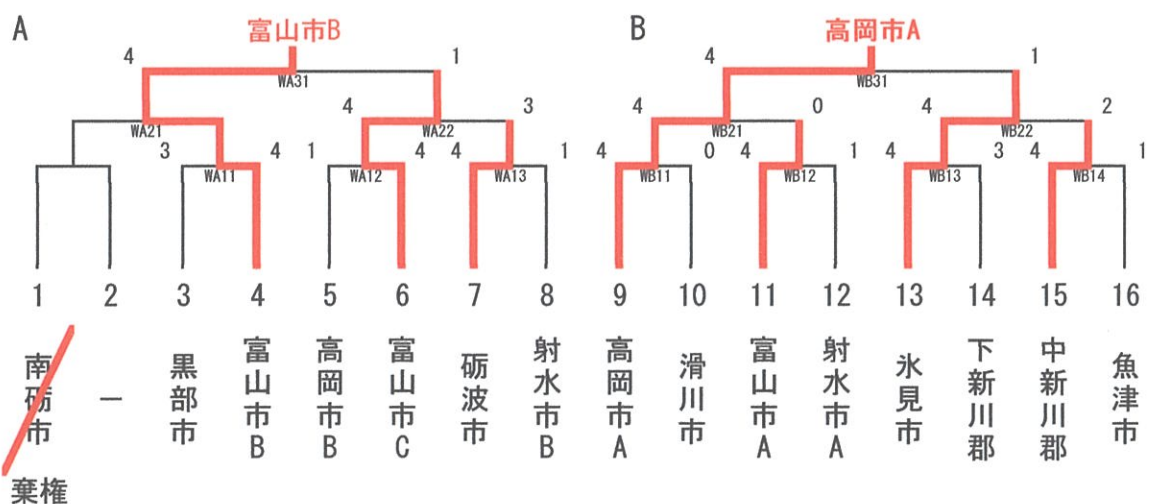 A 富山市B B 高岡市A
4 1 4 1
WA31 WB31
4 3 4 0 4 2
WA21 WA22 WB21 WB22
3 4 1 4 4 1 4 0 4 1 4 3 4 1
WA11 WA12 WA13 WB11 WB12 WB13 WB14
1 2 3 4 5 6 7 8 9 10 11 12 13 14 15 16
南砺市
棄権
—
黒部市
富山市B
高岡市B
富山市C
砺波市
射水市B
高岡市A
滑川市
富山市A
射水市A
氷見市
下新川郡
中新川郡
魚津市